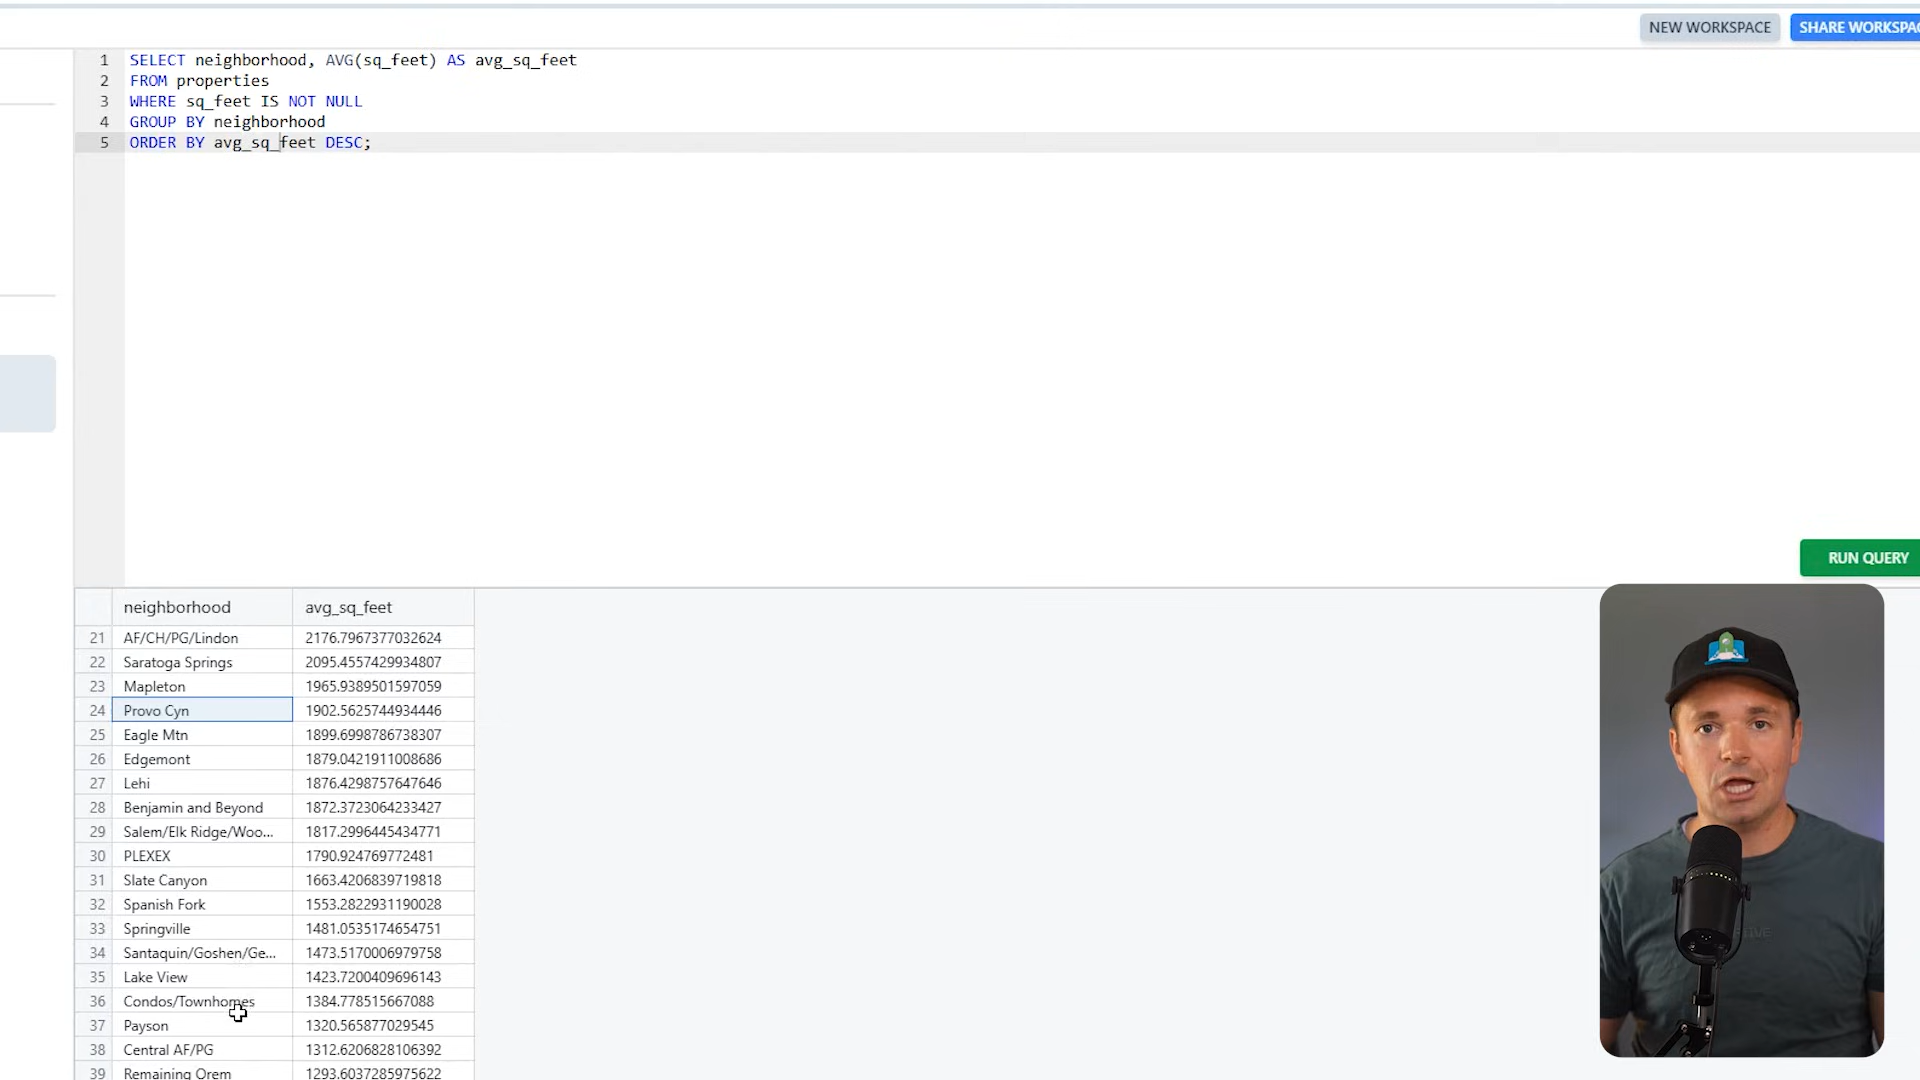 NEW WORKSPACE
SHARE WORKSPAC
1 SELECT neighborhood, AVG(sq_feet) AS avg_sq_feet
2 FROM properties
3 WHERE sq_feet IS NOT NULL
4 GROUP BY neighborhood
5 ORDER BY avg_sq_feet DESC;
RUN QUERY
neighborhood avg_sq_feet
21 AF/CH/PG/Lindon 2176.7967377032624
22 Saratoga Springs 2095.4557429934807
23 Mapleton 1965.9389501597059
24 Provo Cyn 1902.5625744934446
25 Eagle Mtn 1899.6998786738307
26 Edgemont 1879.0421911008686
27 Lehi 1876.4298757647646
28 Benjamin and Beyond 1872.3723064233427
29 Salem/Elk Ridge/Woo... 1817.2996445434771
30 PLEXEX 1790.924769772481
31 Slate Canyon 1663.4206839719818
32 Spanish Fork 1553.2822931190028
33 Springville 1481.0535174654751
34 Santaquin/Goshen/Ge... 1473.5170006979758
35 Lake View 1423.7200409696143
36 Condos/Townhomes 1384.778515667088
37 Payson 1320.565877029545
38 Central AF/PG 1312.6206828106392
39 Remaining Orem 1293.6037285975622